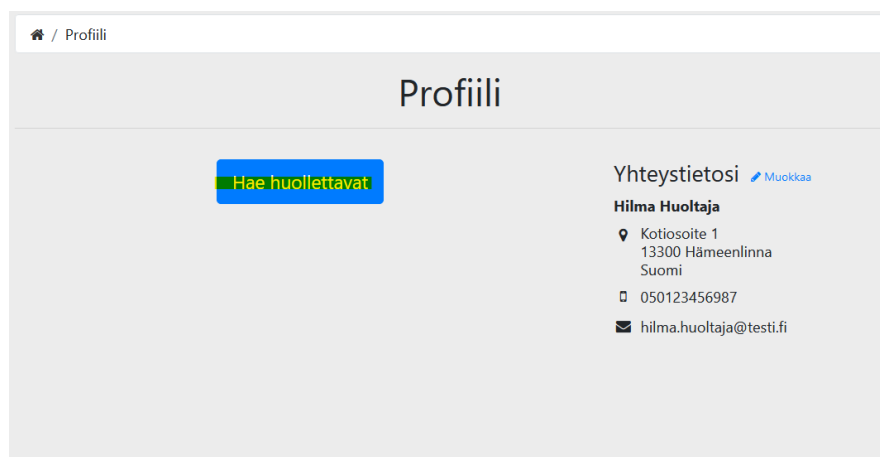 / Profiili
Profiili
Hae huollettavat
Yhteystietosi Muokkaa
Hilma Huoltaja
Kotiosoite 1
13300 Hämeenlinna
Suomi
050123456987
hilma.huoltaja@testi.fi